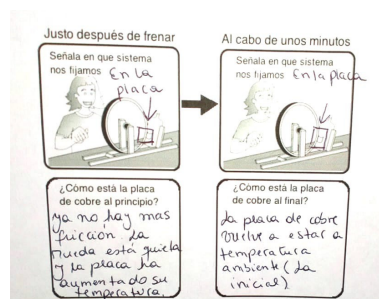 Justo después de frenar
Señala en que sistema
nos fijamos En la
placa
¿Cómo está la placa
de cobre al principio?
ya no hay mas
fricción. La
rueda está quieta
y la placa ha
aumentado su
temperatura.
Al cabo de unos minutos
Señala en que sistema
nos fijamos En la placa
¿Cómo está la placa
de cobre al final?
La placa de cobre
vuelve a estar a
temperatura
ambiente (La
inicial)